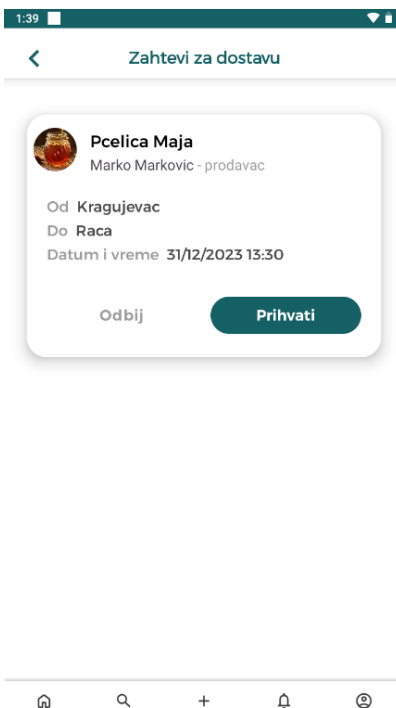 1:39
Zahtevi za dostavu
Pcelica Maja
Marko Markovic - prodavac
Od Kragujevac
Do Raca
Datum i vreme 31/12/2023 13:30
Odbij Prihvati